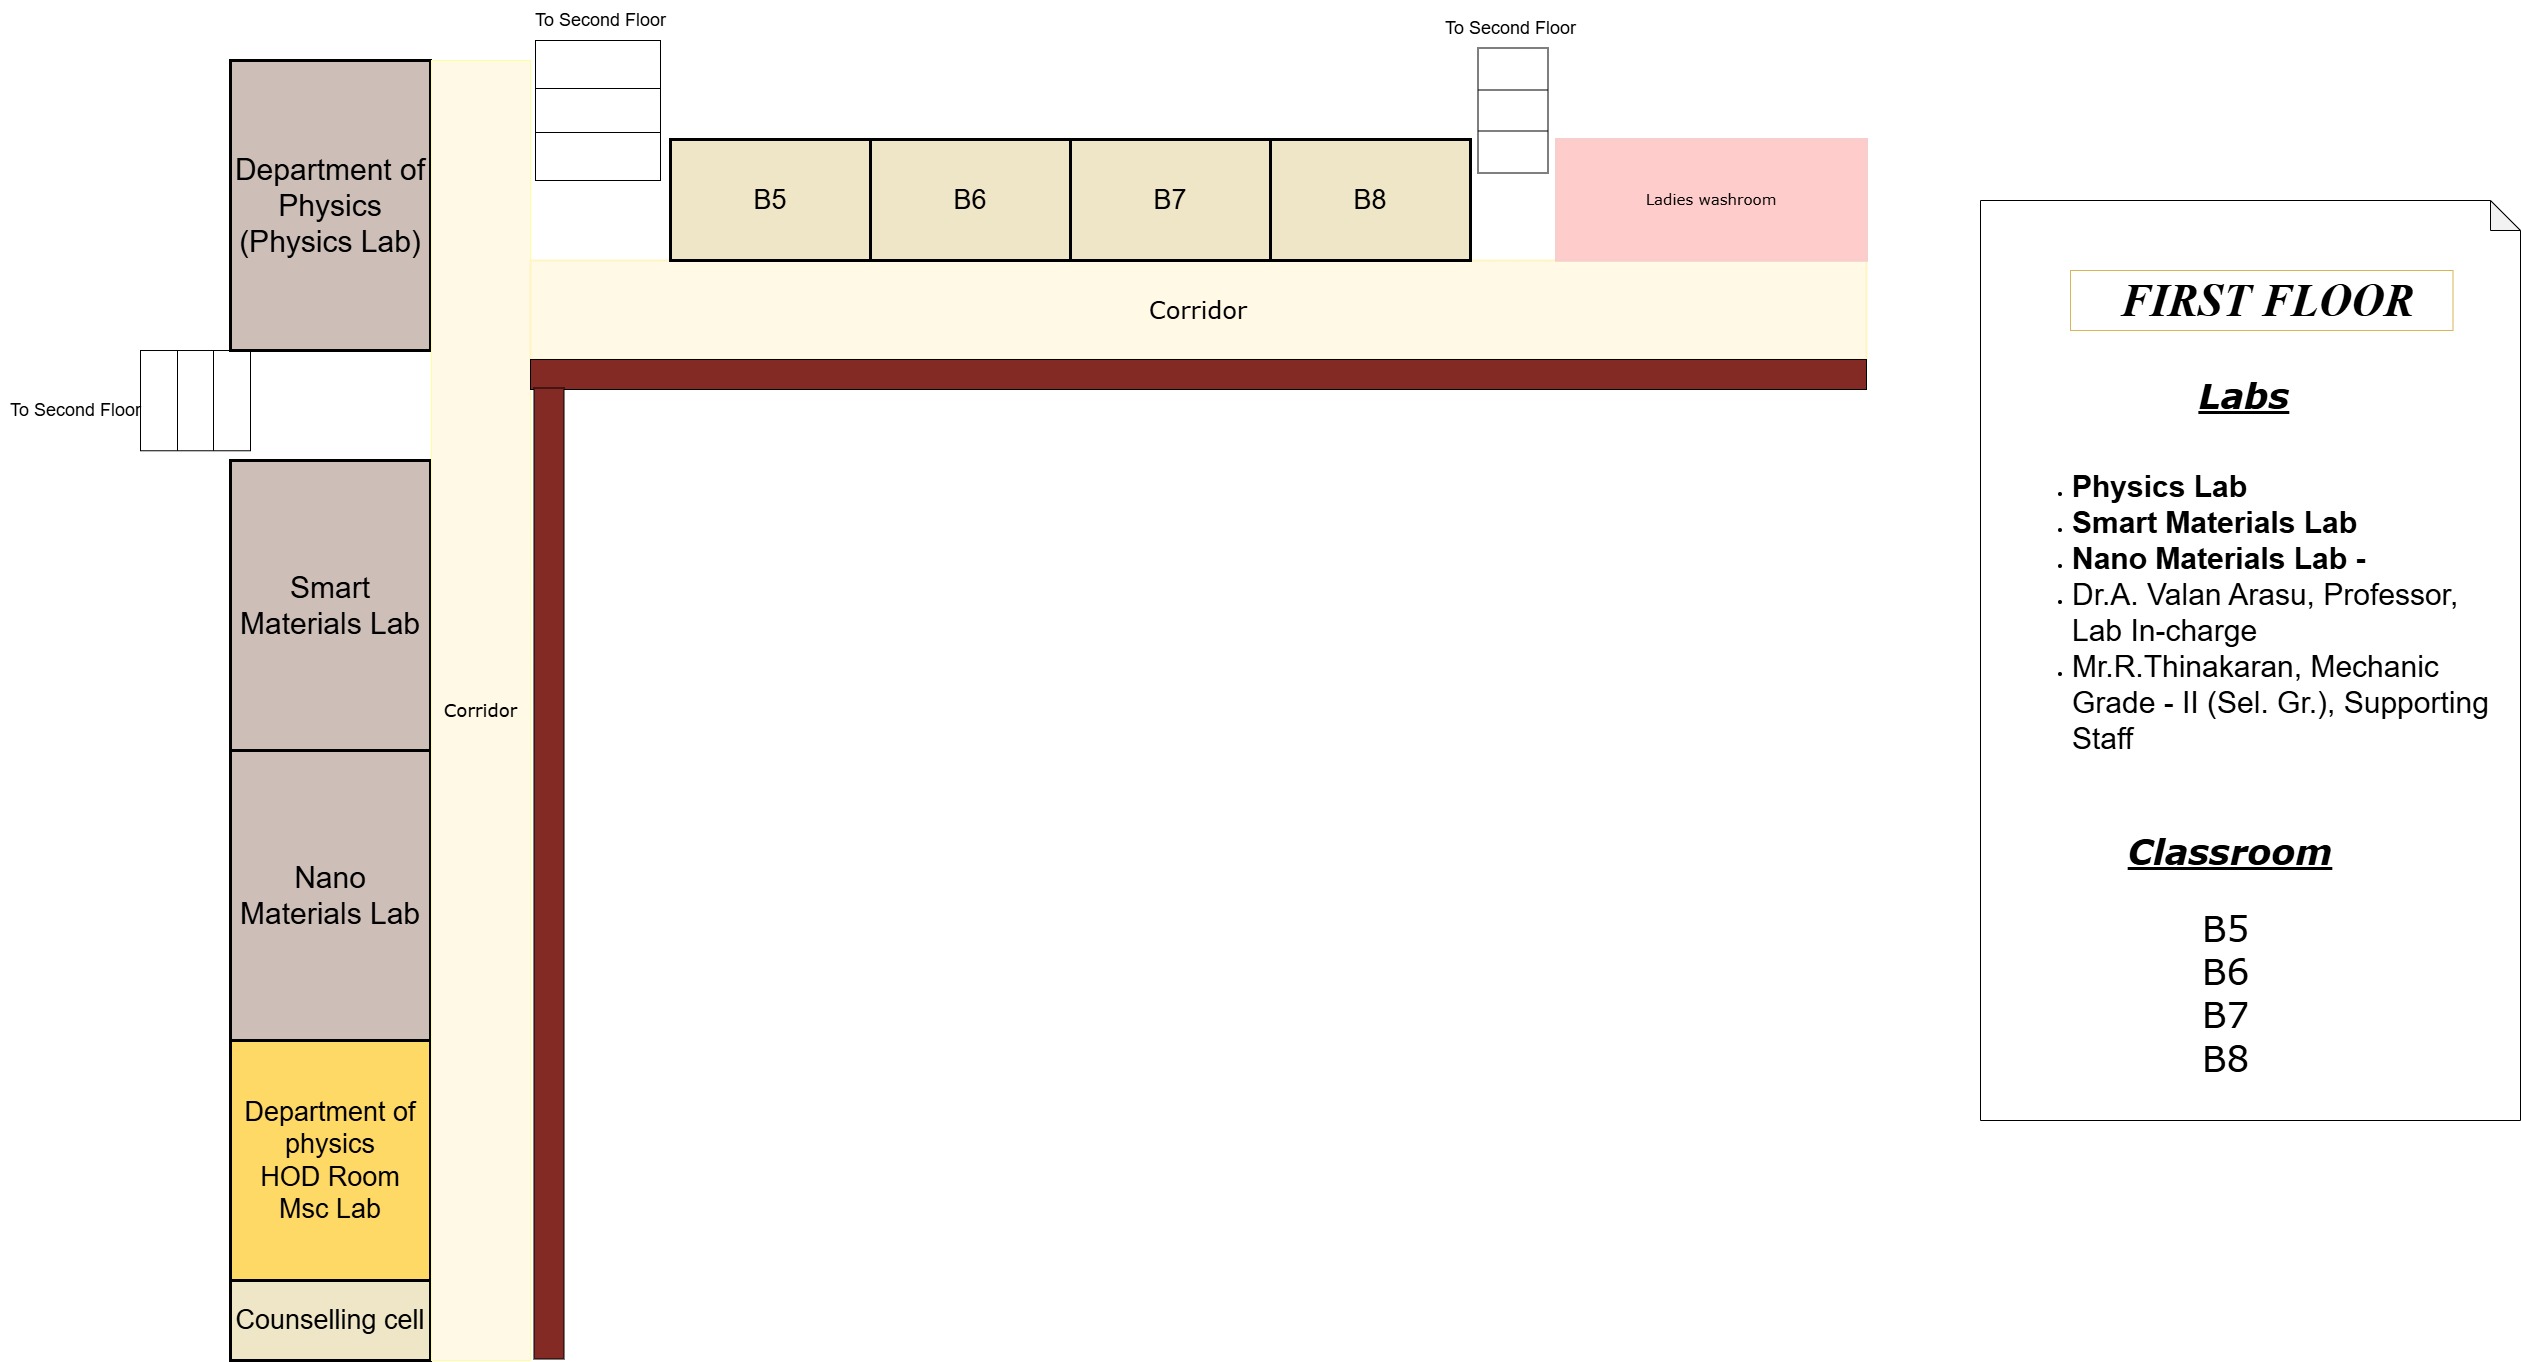 To Second Floor
To Second Floor
Department of
Physics
(Physics Lab)
B5
B6
B7
B8
Ladies washroom
Corridor
To Second Floor
Smart
Materials Lab
Corridor
Nano
Materials Lab
Department of
physics
HOD Room
Msc Lab
Counselling cell
FIRST FLOOR
Labs
Physics Lab
Smart Materials Lab
Nano Materials Lab -
Dr.A. Valan Arasu, Professor,
Lab In-charge
Mr.R.Thinakaran, Mechanic
Grade - II (Sel. Gr.), Supporting
Staff
Classroom
B5
B6
B7
B8